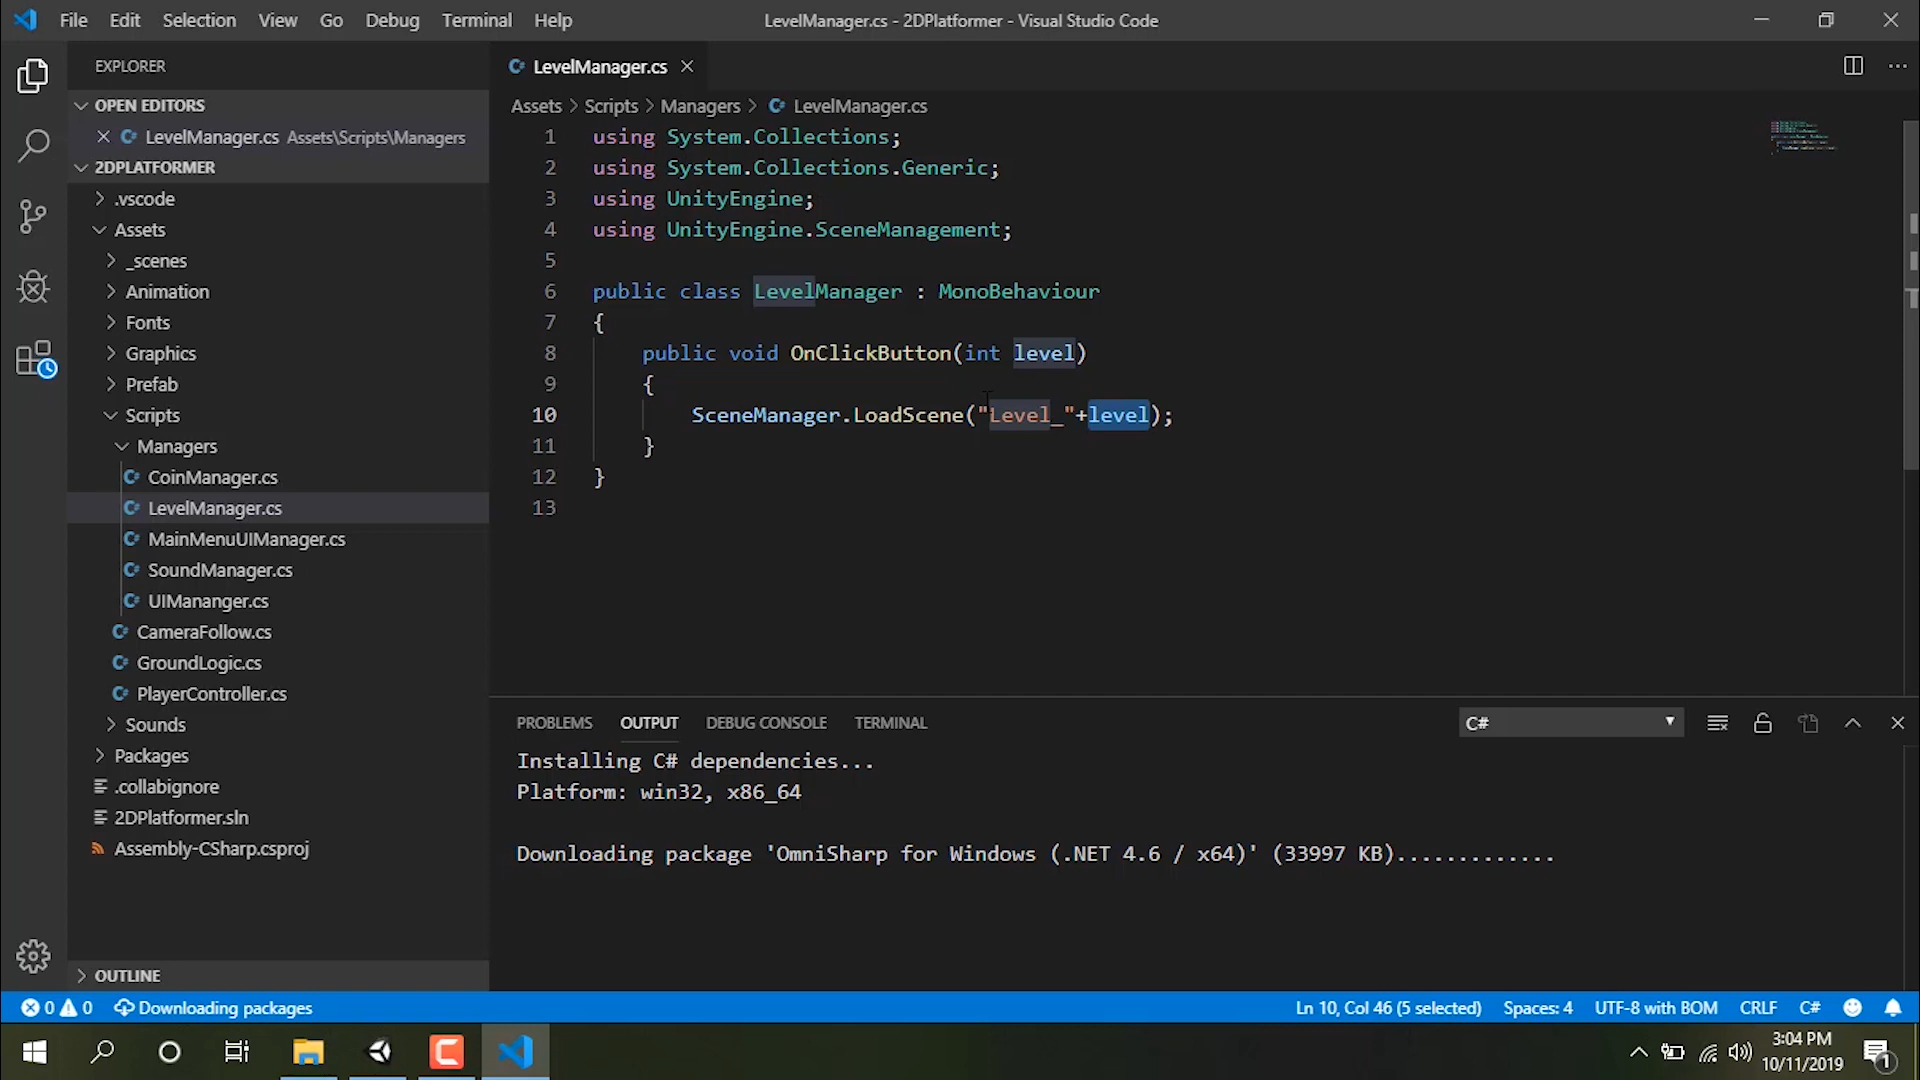 File Edit Selection View Go Debug Terminal Help
LevelManager.cs - 2DPlatformer - Visual Studio Code
EXPLORER
OPEN EDITORS
LevelManager.cs Assets\Scripts\Managers
2DPLATFORMER
.vscode
Assets
_scenes
Animation
Fonts
Graphics
Prefab
Scripts
Managers
CoinManager.cs
LevelManager.cs
MainMenuUIManager.cs
SoundManager.cs
UIMananger.cs
CameraFollow.cs
GroundLogic.cs
PlayerController.cs
Sounds
Packages
.collabignore
2DPlatformer.sln
Assembly-CSharp.csproj
OUTLINE
LevelManager.cs
Assets > Scripts > Managers > LevelManager.cs
1 using System.Collections;
2 using System.Collections.Generic;
3 using UnityEngine;
4 using UnityEngine.SceneManagement;
5
6 public class LevelManager : MonoBehaviour
7 {
8 public void OnClickButton(int level)
9 {
10 SceneManager.LoadScene("Level_"+level);
11 }
12 }
13
PROBLEMS OUTPUT DEBUG CONSOLE TERMINAL
C#
Installing C# dependencies...
Platform: win32, x86_64
Downloading package 'OmniSharp for Windows (.NET 4.6 / x64)' (33997 KB).............
0 0 Downloading packages
Ln 10, Col 46 (5 selected) Spaces: 4 UTF-8 with BOM CRLF C#
3:04 PM
10/11/2019
1